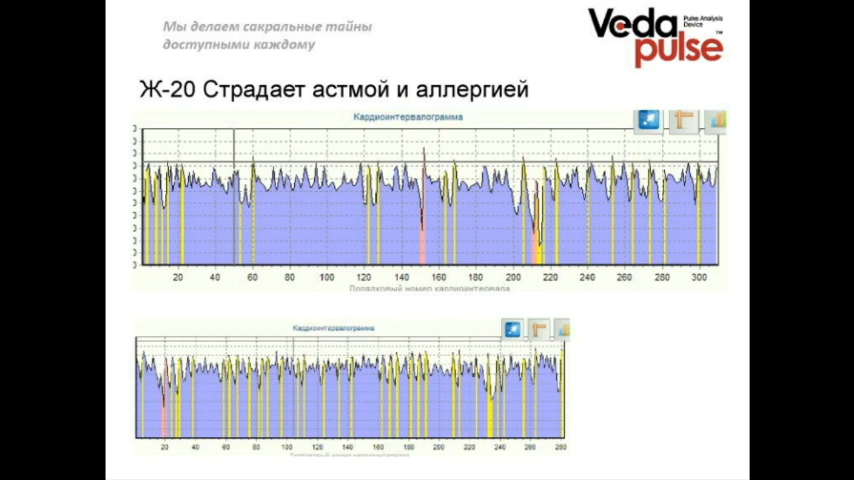 Мы делаем сакральные тайны
доступными каждому
Veda
pulse
Pulse Analysis
Device
TM
Ж-20 Страдает астмой и аллергией
Кардиоинтервалограмма
20 40 60 80 100 120 140 160 180 200 220 240 260 280 300
Порядковый номер кардиоинтервала
Кардиоинтервалограмма
20 40 60 80 100 120 140 160 180 200 220 240 260 280